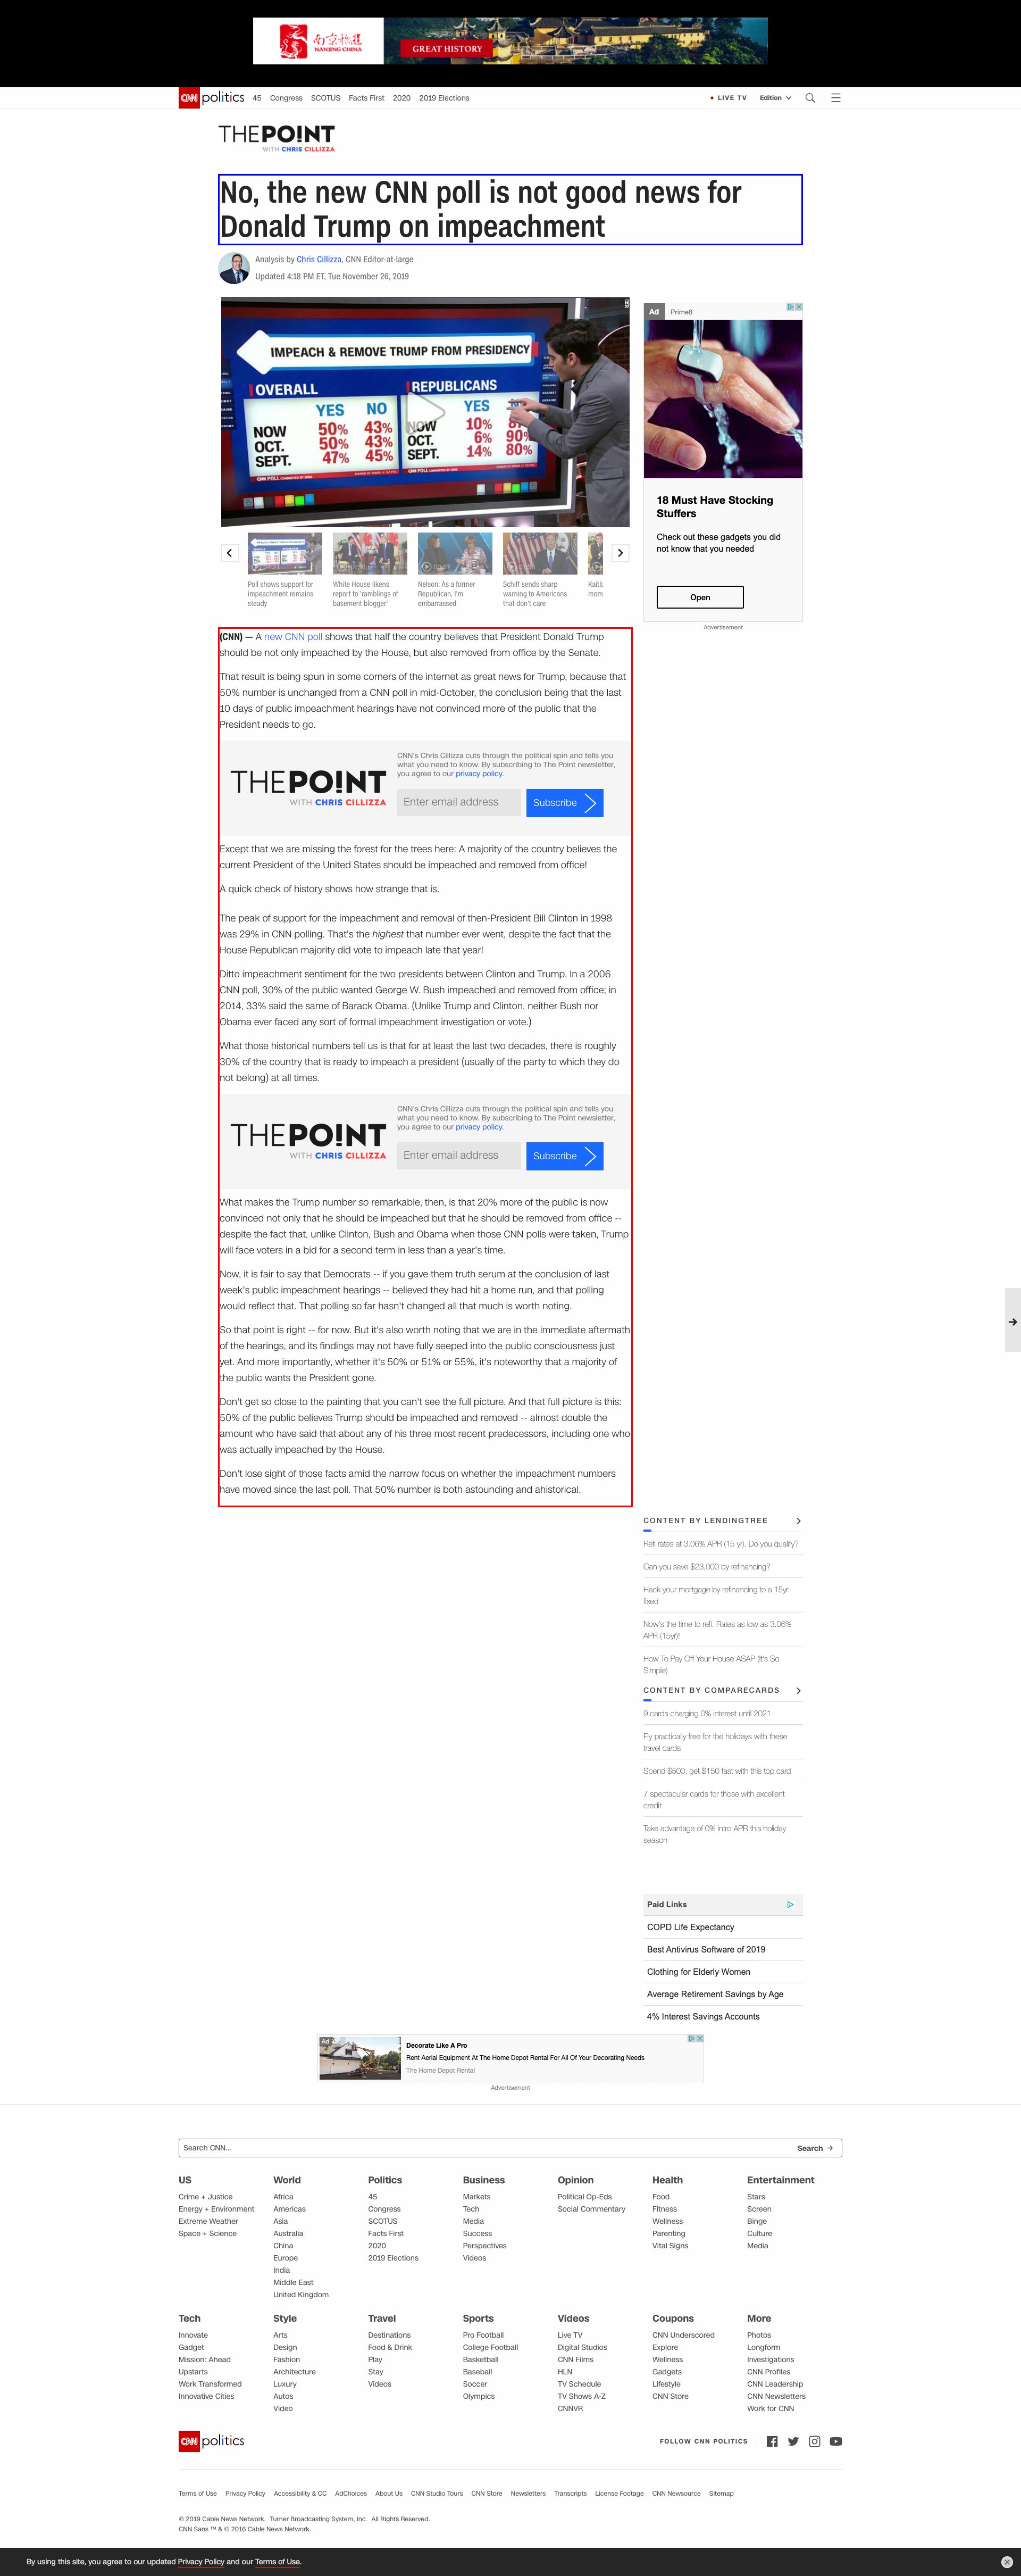 南京推进
NANJING CHINA
GREAT HISTORY
CNN politics 45 Congress SCOTUS Facts First 2020 2019 Elections
LIVE TV Edition
THE POINT
WITH CHRIS CILLIZZA
No, the new CNN poll is not good news for
Donald Trump on impeachment
Analysis by Chris Cillizza, CNN Editor-at-large
Updated 4:18 PM ET, Tue November 26, 2019
IMPEACH & REMOVE TRUMP FROM PRESIDENCY
OVERALL REPUBLICANS
YES NO YES
NOW 50% 43% NOW 10% 87%
OCT. 50% 43% OCT. 6% 90%
SEPT. 47% 45% SEPT. 14% 80%
Poll shows support for
impeachment remains
steady
White House likens
report to 'ramblings of
basement blogger'
Nelson: As a former
Republican, I'm
embarrassed
Schiff sends sharp
warning to Americans
that don't care
Kaitla
mom
Ad Prime8
18 Must Have Stocking
Stuffers
Check out these gadgets you did
not know that you needed
Open
Advertisement
(CNN) — A new CNN poll shows that half the country believes that President Donald Trump
should be not only impeached by the House, but also removed from office by the Senate.
That result is being spun in some corners of the internet as great news for Trump, because that
50% number is unchanged from a CNN poll in mid-October, the conclusion being that the last
10 days of public impeachment hearings have not convinced more of the public that the
President needs to go.
THE POINT
WITH CHRIS CILLIZZA
CNN's Chris Cillizza cuts through the political spin and tells you
what you need to know. By subscribing to The Point newsletter,
you agree to our privacy policy.
Enter email address Subscribe
Except that we are missing the forest for the trees here: A majority of the country believes the
current President of the United States should be impeached and removed from office!
A quick check of history shows how strange that is.
The peak of support for the impeachment and removal of then-President Bill Clinton in 1998
was 29% in CNN polling. That's the highest that number ever went, despite the fact that the
House Republican majority did vote to impeach late that year!
Ditto impeachment sentiment for the two presidents between Clinton and Trump. In a 2006
CNN poll, 30% of the public wanted George W. Bush impeached and removed from office; in
2014, 33% said the same of Barack Obama. (Unlike Trump and Clinton, neither Bush nor
Obama ever faced any sort of formal impeachment investigation or vote.)
What those historical numbers tell us is that for at least the last two decades, there is roughly
30% of the country that is ready to impeach a president (usually of the party to which they do
not belong) at all times.
THE POINT
WITH CHRIS CILLIZZA
CNN's Chris Cillizza cuts through the political spin and tells you
what you need to know. By subscribing to The Point newsletter,
you agree to our privacy policy.
Enter email address Subscribe
What makes the Trump number so remarkable, then, is that 20% more of the public is now
convinced not only that he should be impeached but that he should be removed from office --
despite the fact that, unlike Clinton, Bush and Obama when those CNN polls were taken, Trump
will face voters in a bid for a second term in less than a year's time.
Now, it is fair to say that Democrats -- if you gave them truth serum at the conclusion of last
week's public impeachment hearings -- believed they had hit a home run, and that polling
would reflect that. That polling so far hasn't changed all that much is worth noting.
So that point is right -- for now. But it's also worth noting that we are in the immediate aftermath
of the hearings, and its findings may not have fully seeped into the public consciousness just
yet. And more importantly, whether it's 50% or 51% or 55%, it's noteworthy that a majority of
the public wants the President gone.
Don't get so close to the painting that you can't see the full picture. And that full picture is this:
50% of the public believes Trump should be impeached and removed -- almost double the
amount who have said that about any of his three most recent predecessors, including one who
was actually impeached by the House.
Don't lose sight of those facts amid the narrow focus on whether the impeachment numbers
have moved since the last poll. That 50% number is both astounding and ahistorical.
CONTENT BY LENDINGTREE
Refi rates at 3.06% APR (15 yr). Do you qualify?
Can you save $23,000 by refinancing?
Hack your mortgage by refinancing to a 15yr
fixed
Now's the time to refi. Rates as low as 3.06%
APR (15yr)!
How To Pay Off Your House ASAP (It's So
Simple)
CONTENT BY COMPARECARDS
9 cards charging 0% interest until 2021
Fly practically free for the holidays with these
travel cards
Spend $500, get $150 fast with this top card
7 spectacular cards for those with excellent
credit
Take advantage of 0% intro APR this holiday
season
Paid Links
COPD Life Expectancy
Best Antivirus Software of 2019
Clothing for Elderly Women
Average Retirement Savings by Age
4% Interest Savings Accounts
Ad
Decorate Like A Pro
Rent Aerial Equipment At The Home Depot Rental For All Of Your Decorating Needs
The Home Depot Rental
Advertisement
Search CNN... Search
US World Politics Business Opinion Health Entertainment
Crime + Justice Africa 45 Markets Political Op-Eds Food Stars
Energy + Environment Americas Congress Tech Social Commentary Fitness Screen
Extreme Weather Asia SCOTUS Media Wellness Binge
Space + Science Australia Facts First Success Parenting Culture
China 2020 Perspectives Vital Signs Media
Europe 2019 Elections Videos
India
Middle East
United Kingdom
Tech Style Travel Sports Videos Coupons More
Innovate Arts Destinations Pro Football Live TV CNN Underscored Photos
Gadget Design Food & Drink College Football Digital Studios Explore Longform
Mission: Ahead Fashion Play Basketball CNN Films Wellness Investigations
Upstarts Architecture Stay Baseball HLN Gadgets CNN Profiles
Work Transformed Luxury Videos Soccer TV Schedule Lifestyle CNN Leadership
Innovative Cities Autos Olympics TV Shows A-Z CNN Store CNN Newsletters
Video CNNVR Work for CNN
CNN politics FOLLOW CNN POLITICS
Terms of Use Privacy Policy Accessibility & CC AdChoices About Us CNN Studio Tours CNN Store Newsletters Transcripts License Footage CNN Newsource Sitemap
© 2019 Cable News Network. Turner Broadcasting System, Inc. All Rights Reserved.
CNN Sans ™ & © 2016 Cable News Network.
By using this site, you agree to our updated Privacy Policy and our Terms of Use.